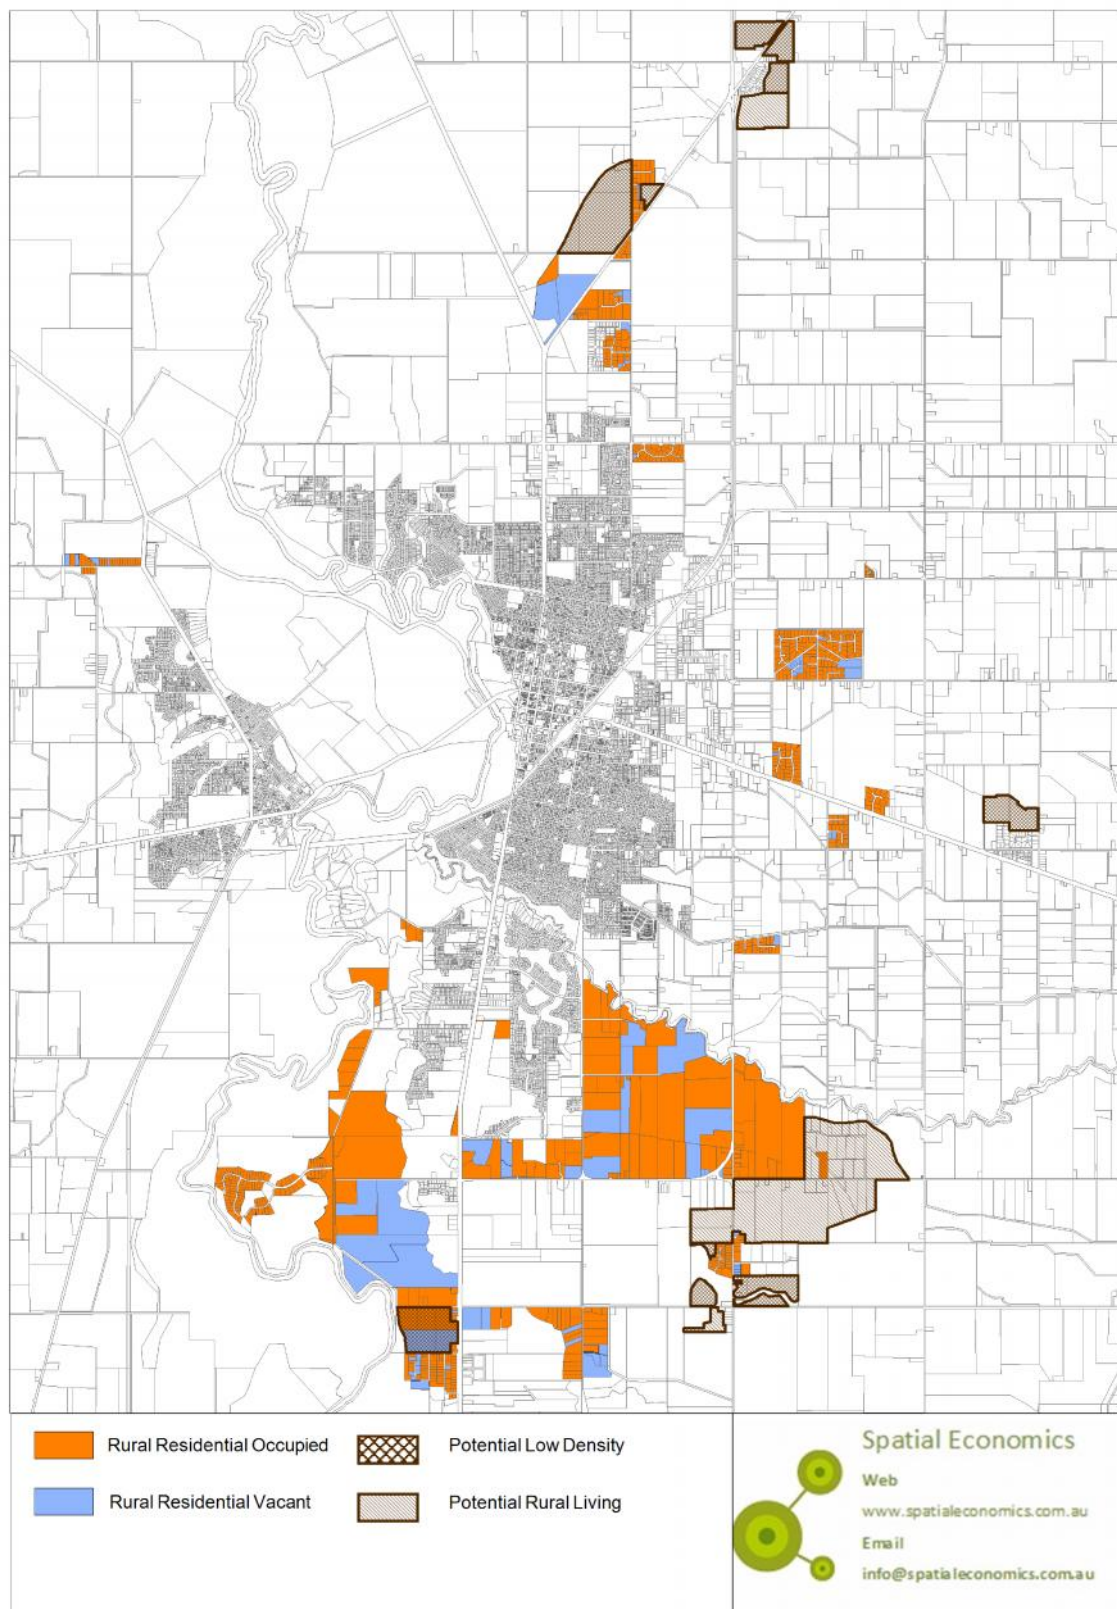 Rural Residential Occupied
Potential Low Density
Rural Residential Vacant
Potential Rural Living
Spatial Economics
Web
www.spatialeconomics.com.au
Email
info@spatialeconomics.com.au